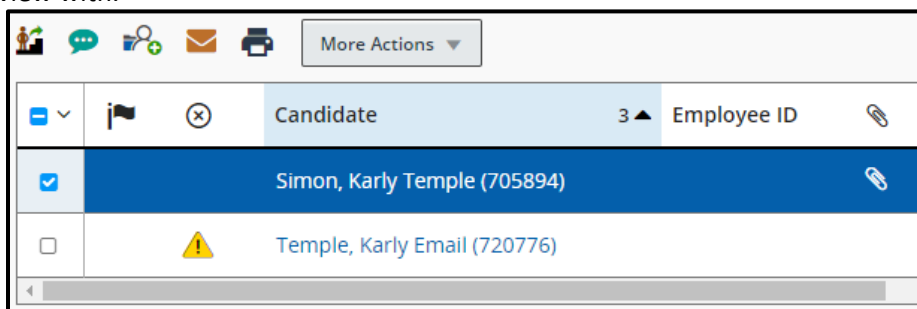 More Actions
Candidate 3 Employee ID
Simon, Karly Temple (705894)
Temple, Karly Email (720776)